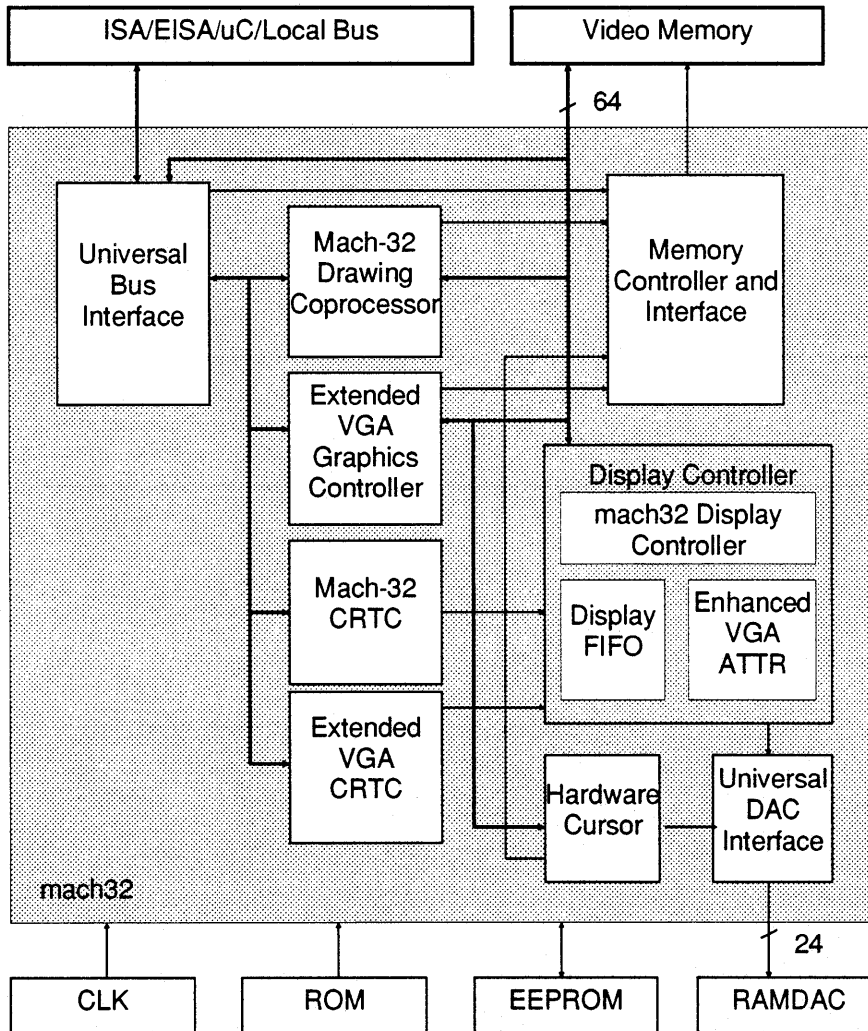 ISA/EISA/uC/Local Bus
Video Memory
64
Universal
Bus
Interface
Mach-32
Drawing
Coprocessor
Memory
Controller and
Interface
Extended
VGA
Graphics
Controller
Display Controller
mach32 Display
Controller
Mach-32
CRTC
Display
FIFO
Enhanced
VGA
ATTR
Extended
VGA
CRTC
Hardware
Cursor
Universal
DAC
Interface
mach32
24
CLK
ROM
EEPROM
RAMDAC